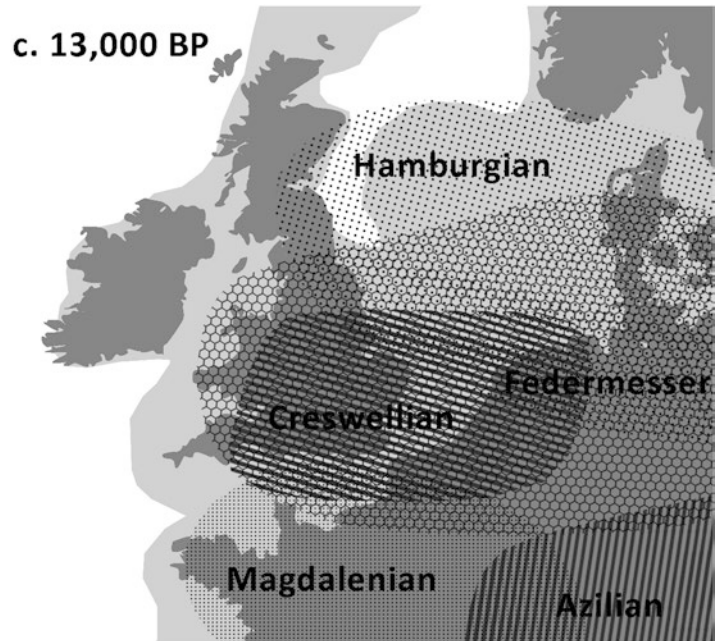 c. 13,000 BP
Hamburgian
Federmesser
Creswellian
Magdalenian
Azilian